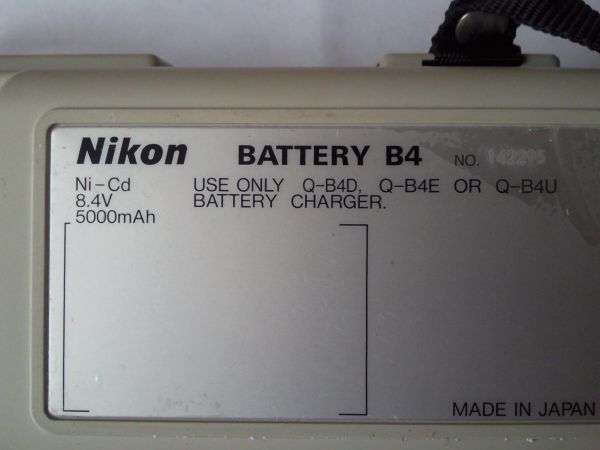 Nikon BATTERY B4 NO. 142295
Ni-Cd USE ONLY Q-B4D, Q-B4E OR Q-B4U
8.4V BATTERY CHARGER.
5000mAh
MADE IN JAPAN